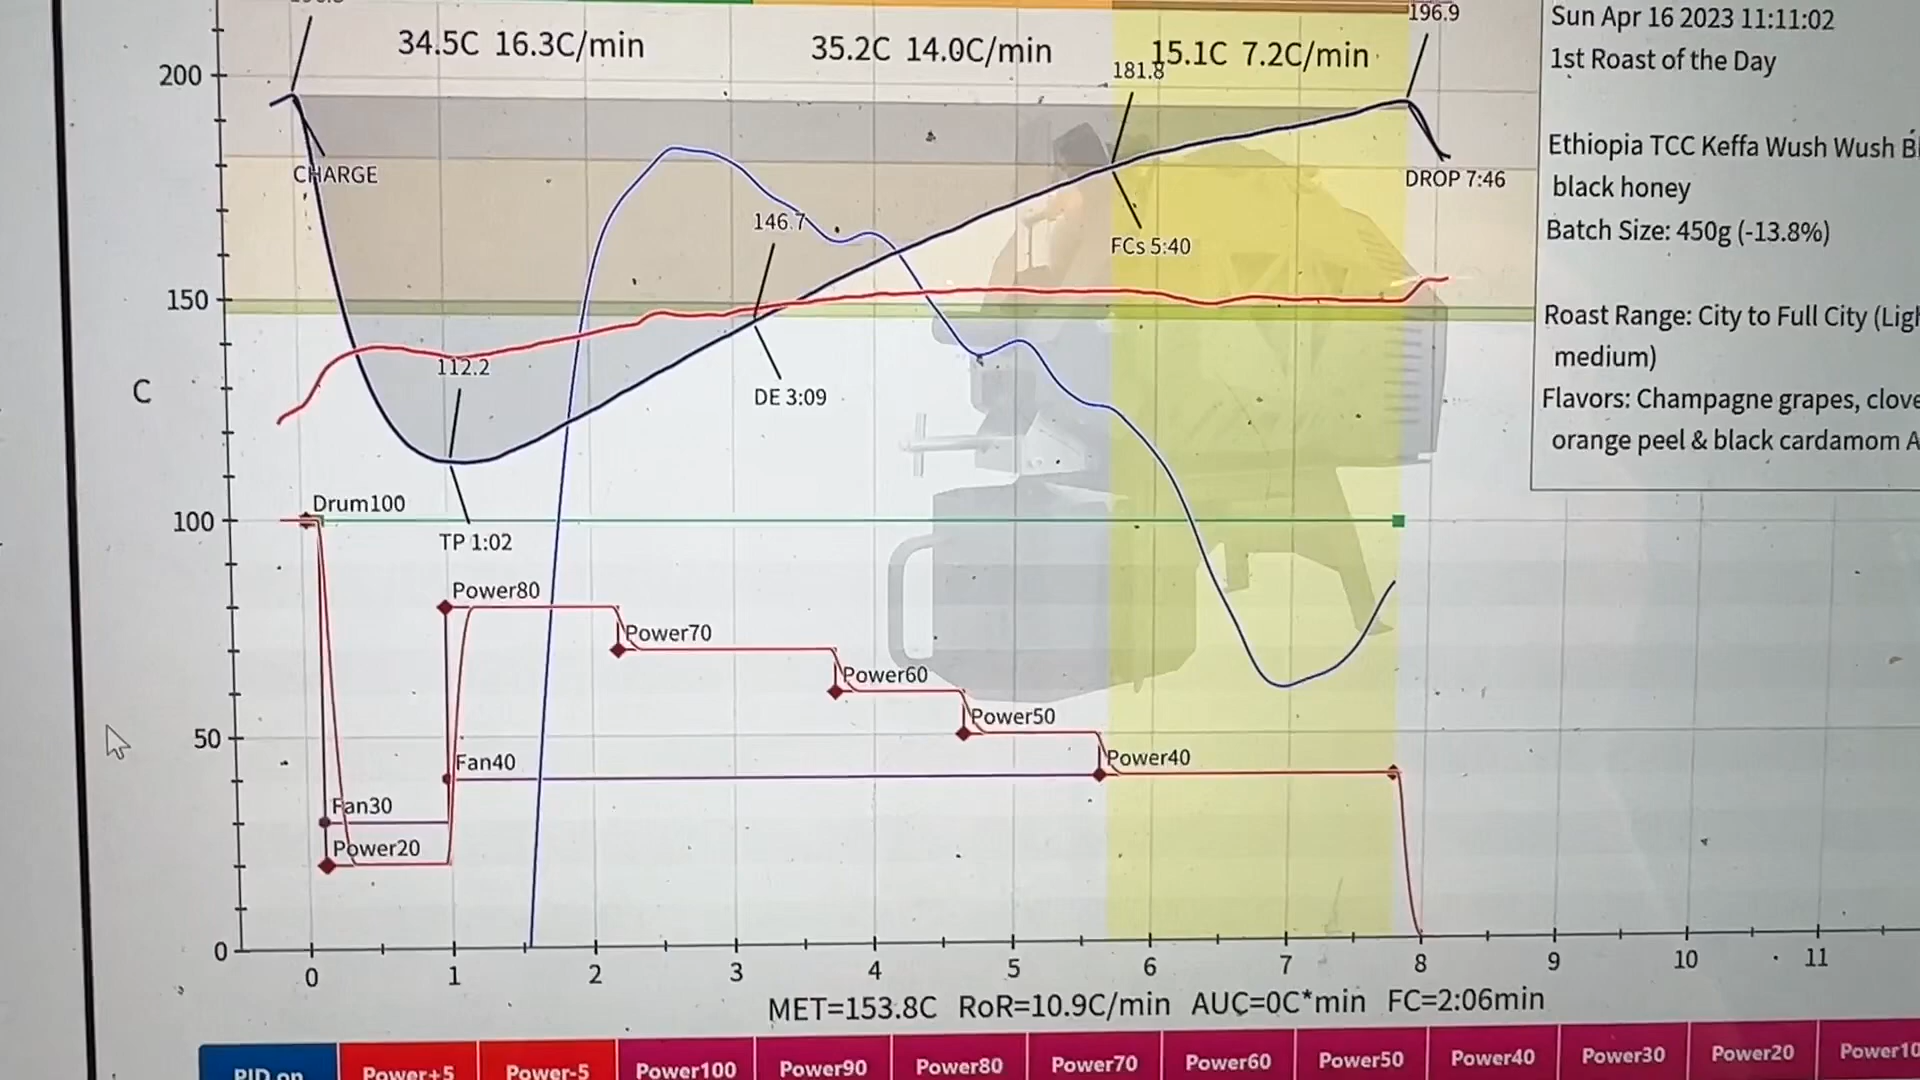 196.9
Sun Apr 16 2023 11:11:02
34.5C 16.3C/min
35.2C 14.0C/min
15.1C 7.2C/min
1st Roast of the Day
200
181.8
Ethiopia TCC Keffa Wush Wush
CHARGE
DROP 7:46
black honey
146.7
Batch Size: 450g (-13.8%)
FCs 5:40
150
Roast Range: City to Full City
medium)
112.2
C
DE 3:09
Flavors: Champagne grapes,
orange peel & black cardamom
Drum100
100
TP 1:02
Power80
Power70
Power60
Power50
50
Fan40
Power40
Fan30
Power20
0
0 1 2 3 4 5 6 7 8 9 10 11
MET=153.8C RoR=10.9C/min AUC=0C*min FC=2:06min
PID on Power+5 Power-5 Power100 Power90 Power80 Power70 Power60 Power50 Power40 Power30 Power20